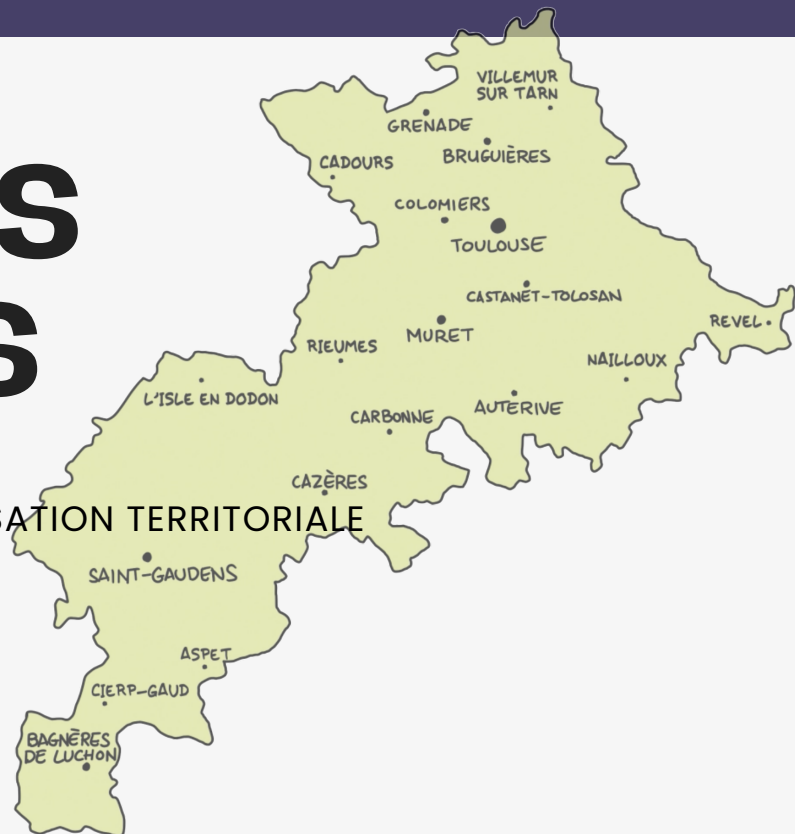 VILLEMUR
SUR TARN
GRENADE
BRUGUIÈRES
S
CADOURS
COLOMIERS
TOULOUSE
CASTANET-TOLOSAN
REVEL
S
MURET
RIEUMES
NAILLOUX
L'ISLE EN DODON
AUTERIVE
CARBONNE
CAZÈRES
SATION TERRITORIALE
SAINT-GAUDENS
ASPET
CIERP-GAUD
BAGNÈRES
DE LUCHON